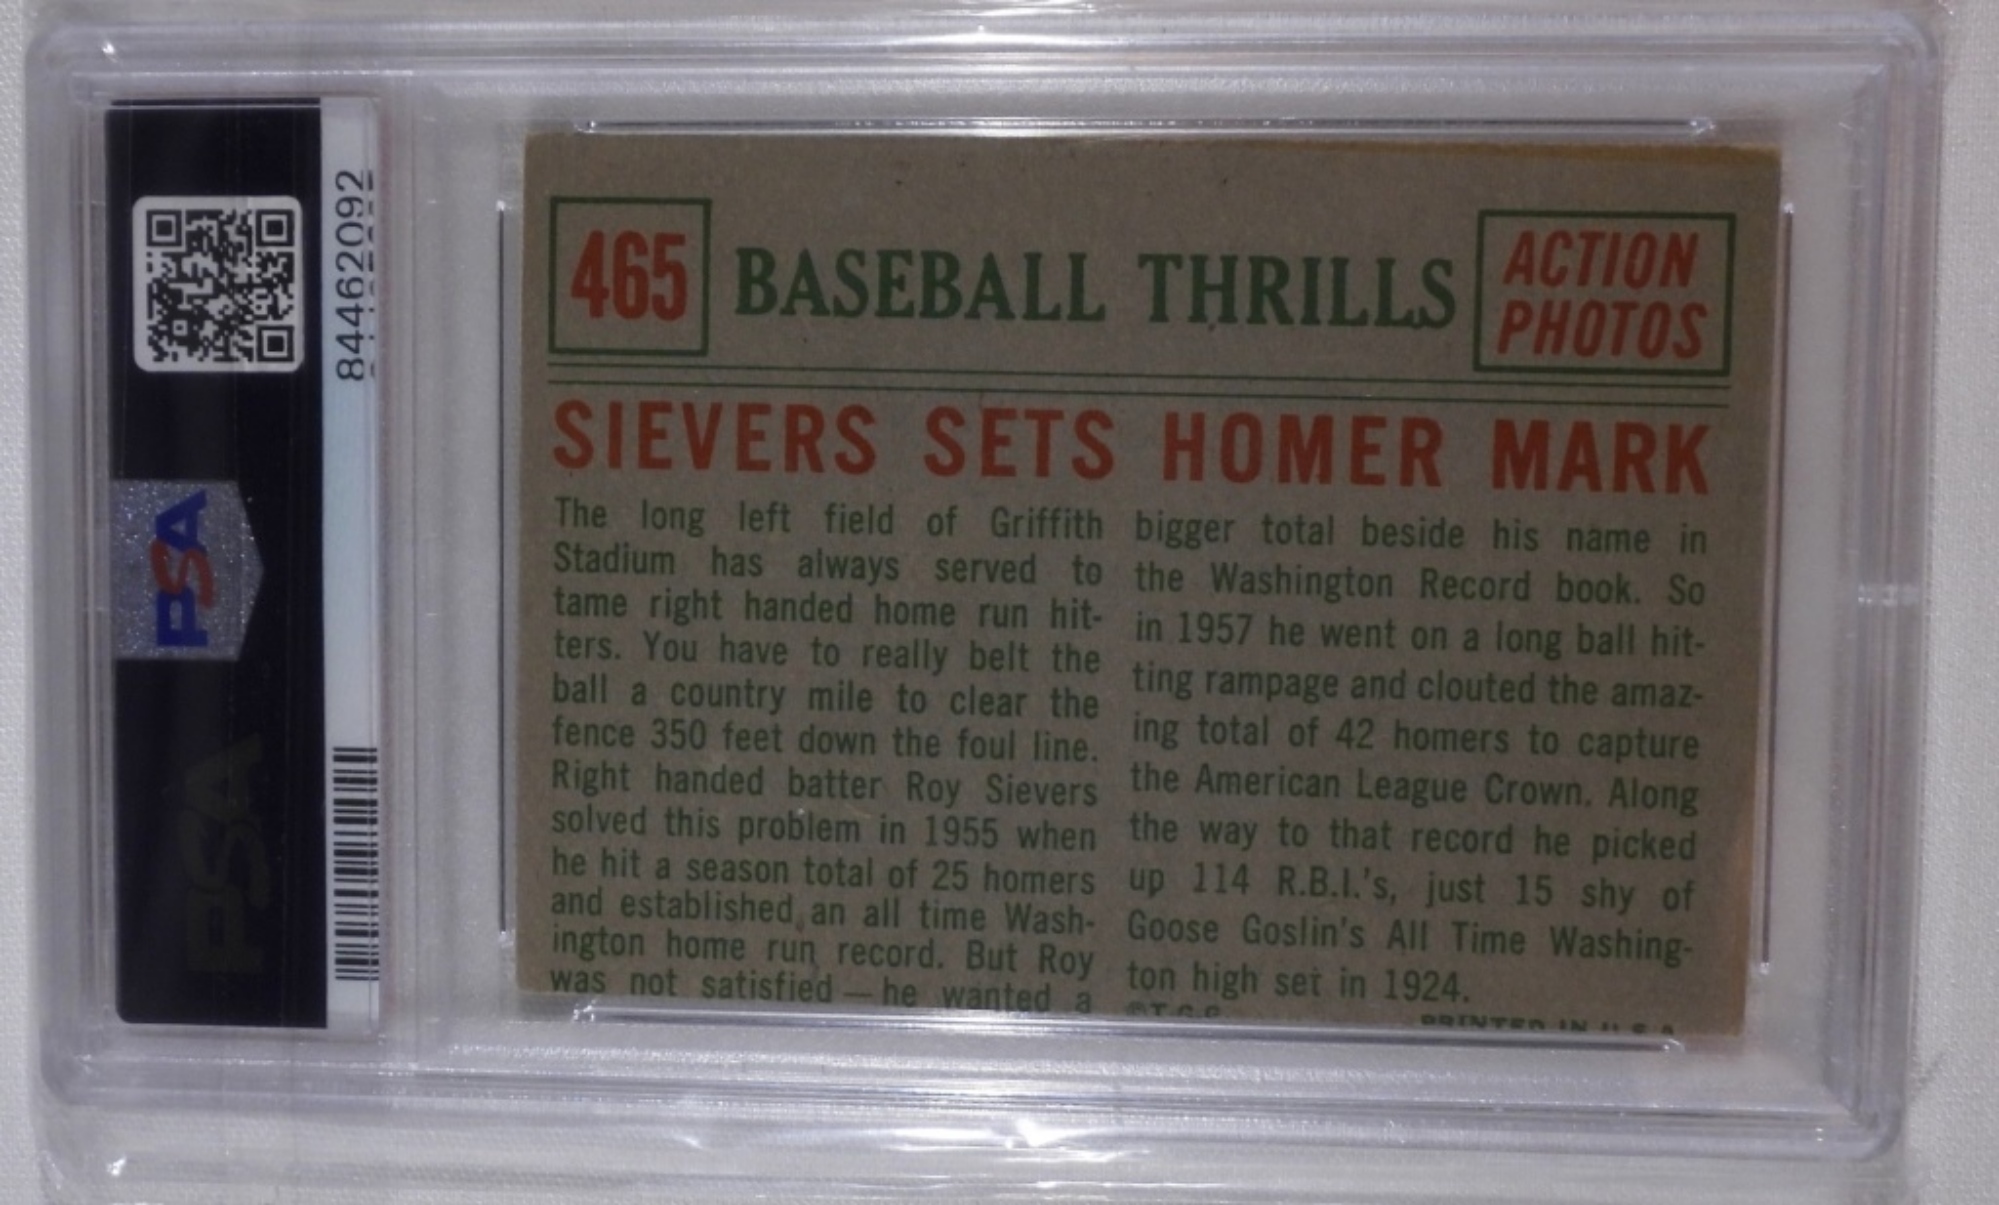 84462092
PSA
PSA
465
BASEBALL THRILLS
ACTION
PHOTOS
SIEVERS SETS HOMER MARK
The long left field of Griffith
Stadium has always served to
tame right handed home run hit-
ters. You have to really belt the
ball a country mile to clear the
fence 350 feet down the foul line.
Right handed batter Roy Sievers
solved this problem in 1955 when
he hit a season total of 25 homers
and established an all time Wash-
ington home run record. But Roy
was not satisfied — he wanted a
bigger total beside his name in
the Washington Record book. So
in 1957 he went on a long ball hit-
ting rampage and clouted the amaz-
ing total of 42 homers to capture
the American League Crown. Along
the way to that record he picked
up 114 R.B.I.'s, just 15 shy of
Goose Goslin's All Time Washing-
ton high set in 1924.
©T.C.G.
PRINTED IN U.S.A.